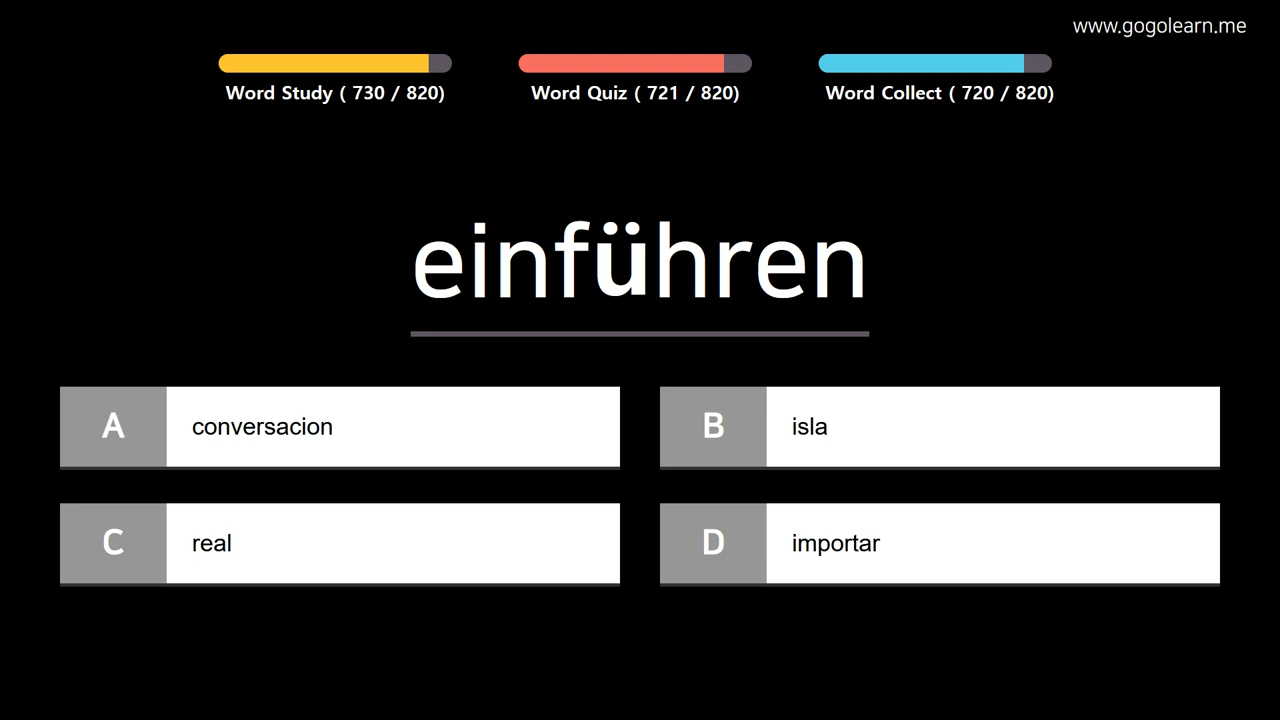 www.gogolearn.me
Word Study ( 730 / 820)
Word Quiz ( 721 / 820)
Word Collect ( 720 / 820)
einführen
A conversacion
B isla
C real
D importar